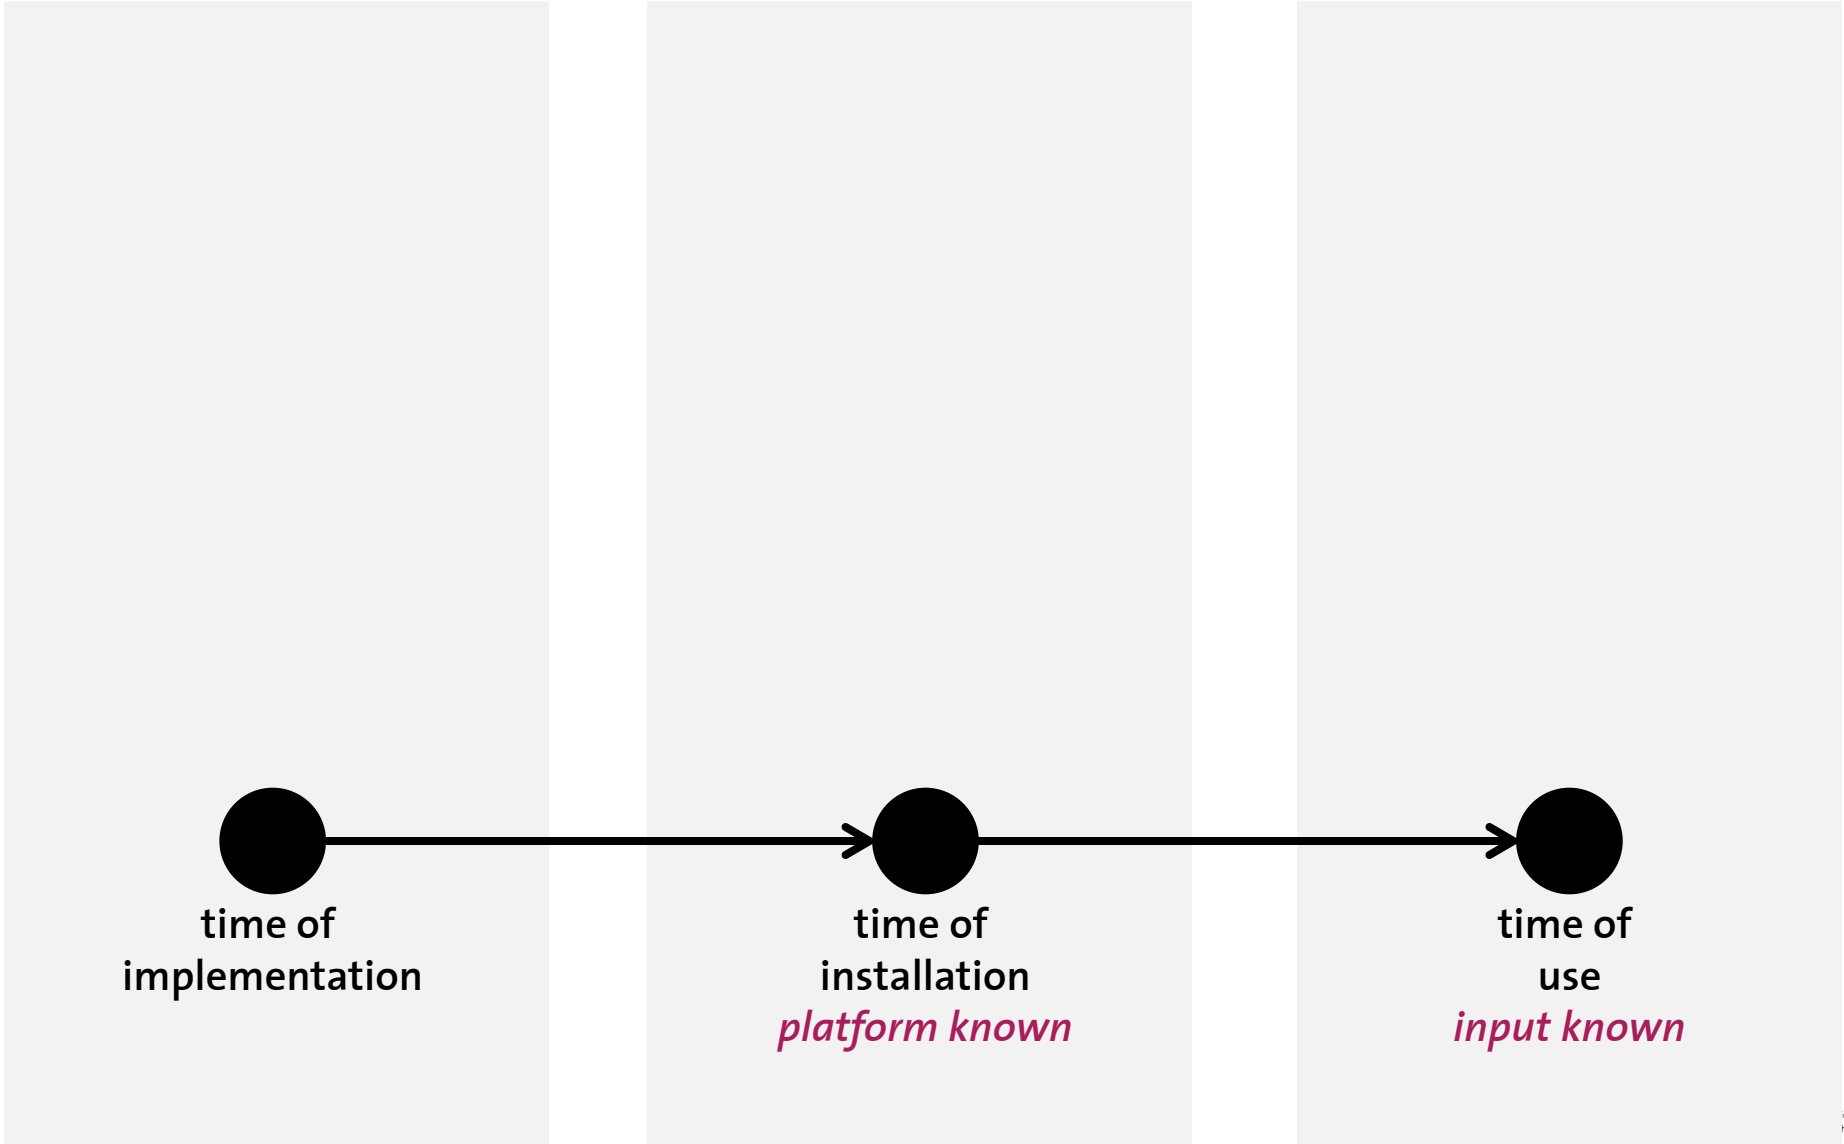 time of
implementation
time of
installation
platform known
time of
use
input known